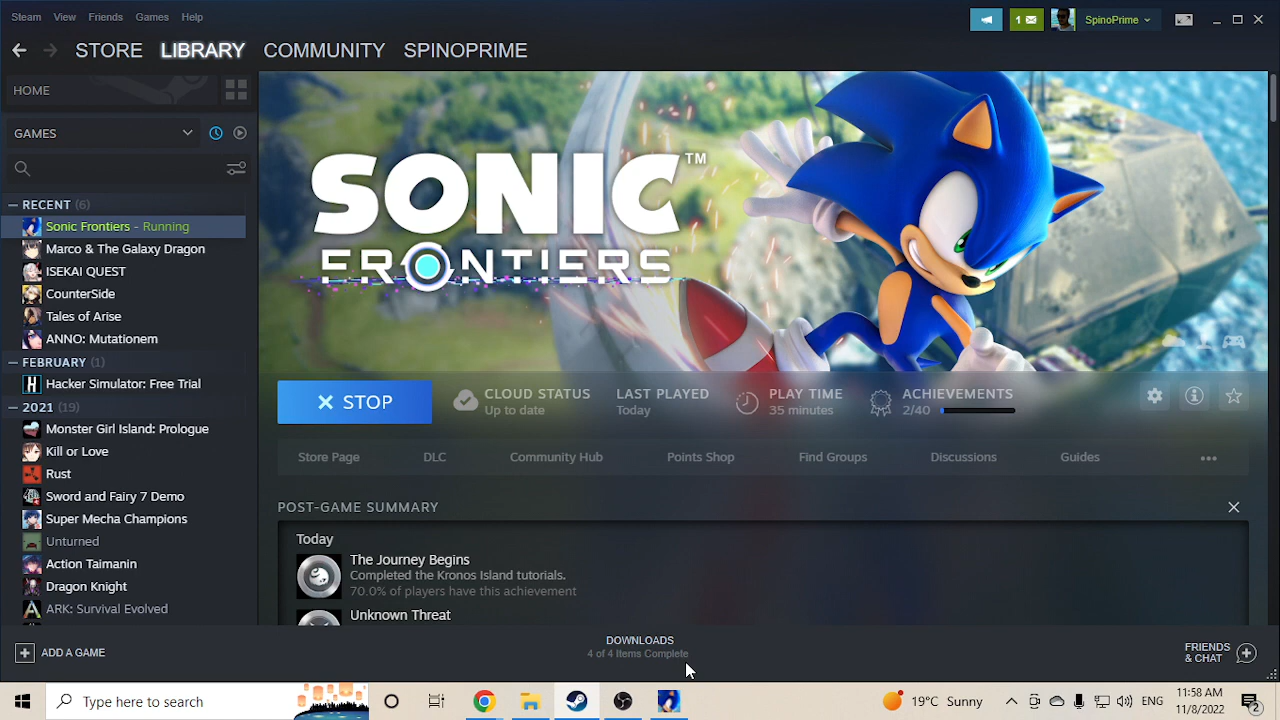 Steam View Friends Games Help
1
SpinoPrime
STORE LIBRARY COMMUNITY SPINOPRIME
HOME
GAMES
RECENT (6)
Sonic Frontiers - Running
Marco & The Galaxy Dragon
ISEKAI QUEST
CounterSide
Tales of Arise
ANNO: Mutationem
FEBRUARY (1)
Hacker Simulator: Free Trial
2021 (19)
Monster Girl Island: Prologue
Kill or Love
Rust
Sword and Fairy 7 Demo
Super Mecha Champions
Unturned
Action Taimanin
Dragon Knight
ARK: Survival Evolved
SONIC™
FRONTIERS
STOP
CLOUD STATUS
Up to date
LAST PLAYED
Today
PLAY TIME
35 minutes
ACHIEVEMENTS
2/40
Store Page DLC Community Hub Points Shop Find Groups Discussions Guides
POST-GAME SUMMARY
Today
The Journey Begins
Completed the Kronos Island tutorials.
70.0% of players have this achievement
Unknown Threat
ADD A GAME
DOWNLOADS
4 of 4 Items Complete
FRIENDS
& CHAT
Type here to search
19°C Sunny
ENG
11:58 AM
11/8/2022
2